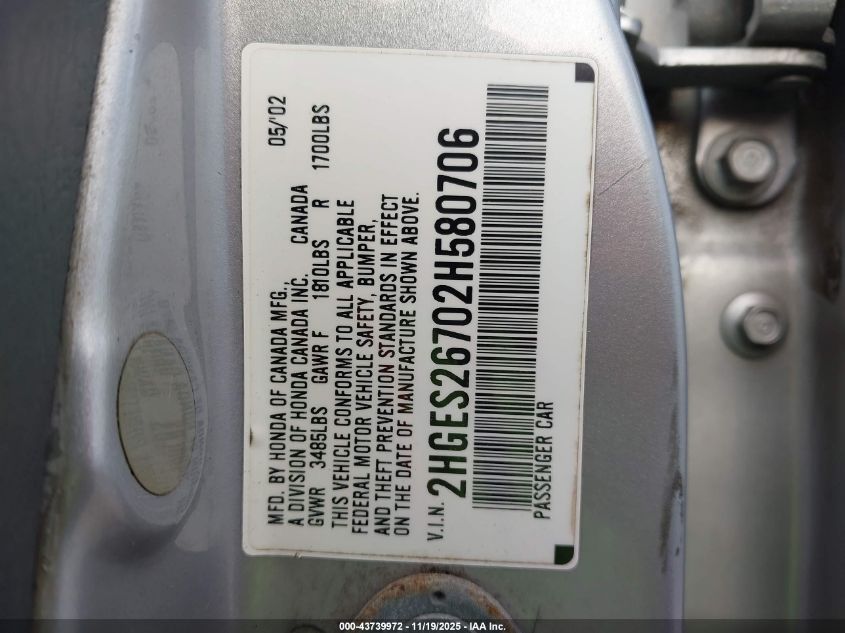 MFD. BY HONDA OF CANADA MFG., 05/'02
A DIVISION OF HONDA CANADA INC. CANADA
GVWR 3485LBS GAWR F 1810LBS R 1700LBS
THIS VEHICLE CONFORMS TO ALL APPLICABLE
FEDERAL MOTOR VEHICLE SAFETY, BUMPER,
AND THEFT PREVENTION STANDARDS IN EFFECT
ON THE DATE OF MANUFACTURE SHOWN ABOVE.
V.I.N. 2HGES26702H580706
PASSENGER CAR
000-43739972 - 11/19/2025 - IAA Inc.